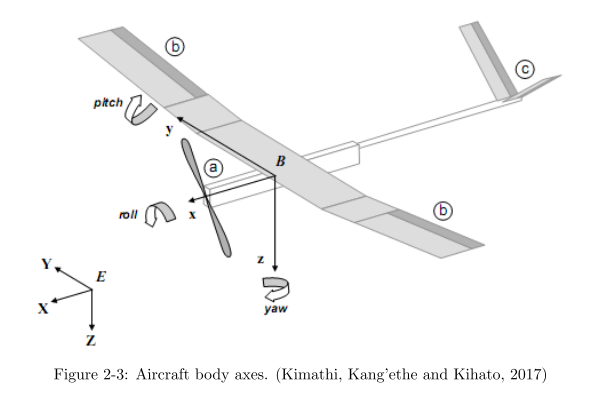 b
c
pitch
y
B
a
x
roll
b
z
yaw
Y
E
X
Z
Figure 2-3: Aircraft body axes. (Kimathi, Kang'ethe and Kihato, 2017)